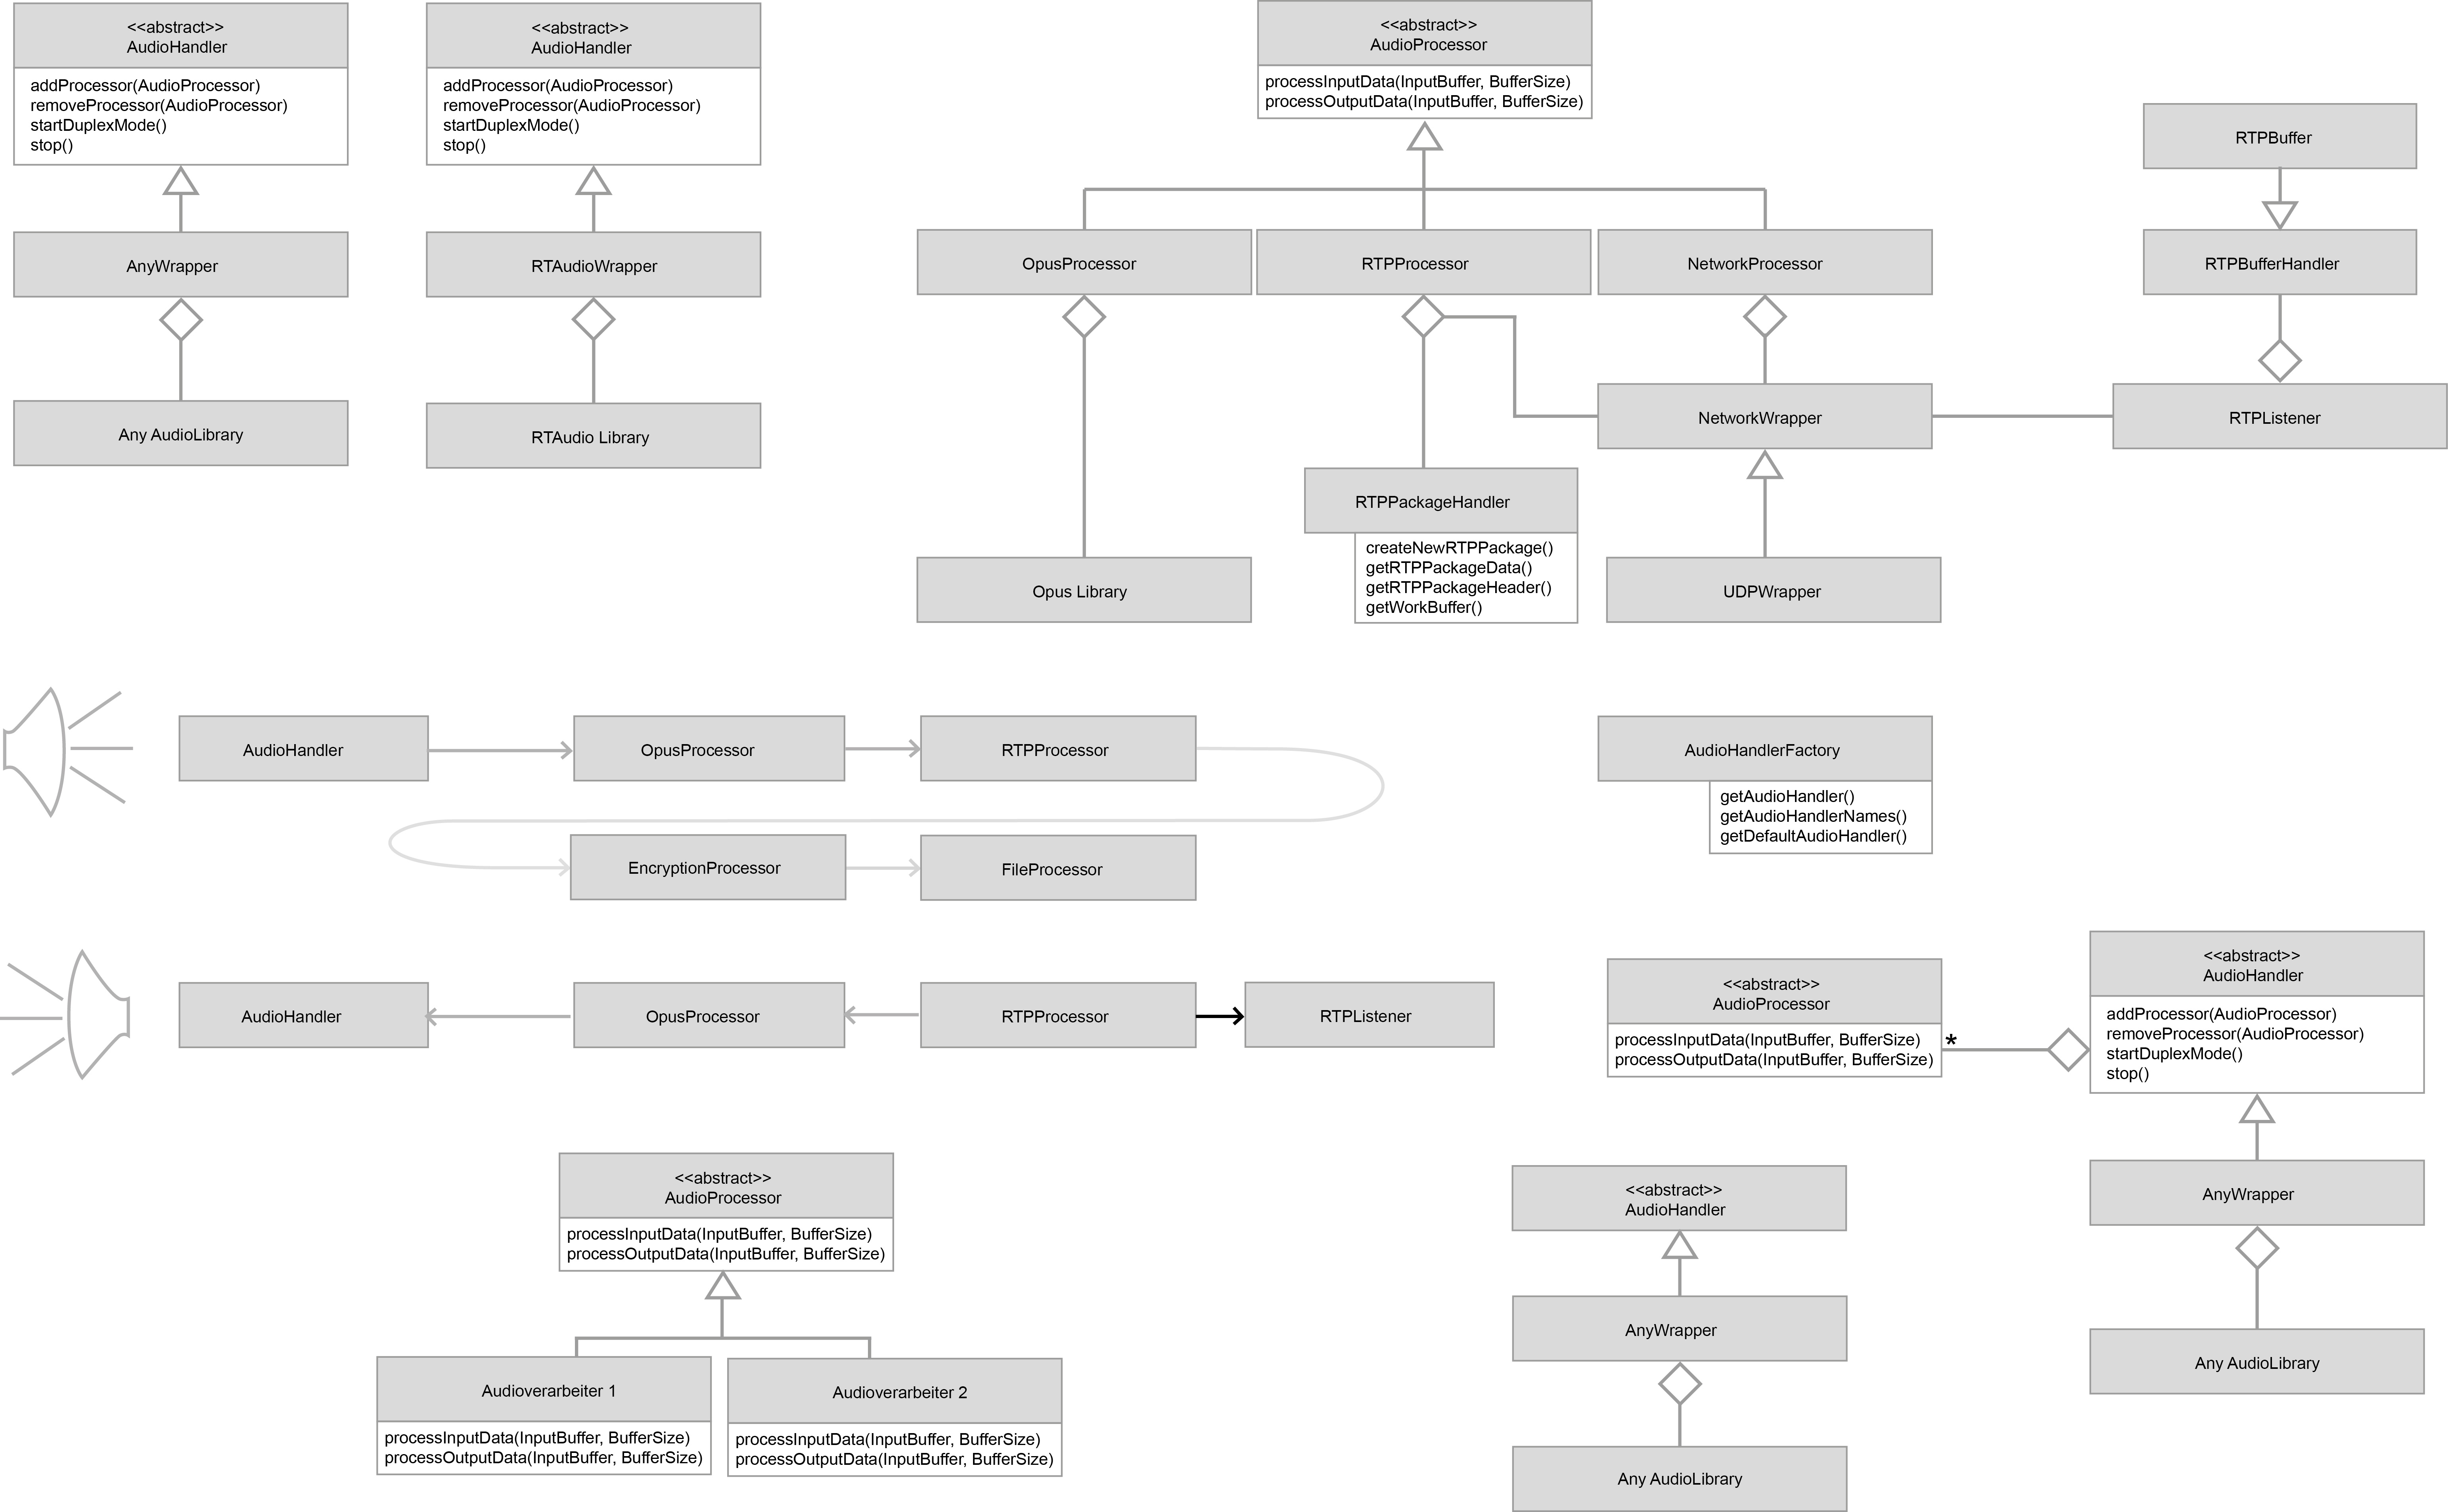 <<abstract>>
AudioHandler
addProcessor(AudioProcessor)
removeProcessor(AudioProcessor)
startDuplexMode()
stop()
AnyWrapper
Any AudioLibrary
<<abstract>>
AudioHandler
addProcessor(AudioProcessor)
removeProcessor(AudioProcessor)
startDuplexMode()
stop()
RTAudioWrapper
RTAudio Library
<<abstract>>
AudioProcessor
processInputData(InputBuffer, BufferSize)
processOutputData(InputBuffer, BufferSize)
OpusProcessor
RTPProcessor
NetworkProcessor
Opus Library
RTPPackageHandler
createNewRTPPackage()
getRTPPackageData()
getRTPPackageHeader()
getWorkBuffer()
NetworkWrapper
UDPWrapper
RTPBuffer
RTPBufferHandler
RTPListener
AudioHandler
OpusProcessor
RTPProcessor
EncryptionProcessor
FileProcessor
AudioHandlerFactory
getAudioHandler()
getAudioHandlerNames()
getDefaultAudioHandler()
AudioHandler
OpusProcessor
RTPProcessor
RTPListener
<<abstract>>
AudioProcessor
processInputData(InputBuffer, BufferSize)
processOutputData(InputBuffer, BufferSize)
*
<<abstract>>
AudioHandler
addProcessor(AudioProcessor)
removeProcessor(AudioProcessor)
startDuplexMode()
stop()
AnyWrapper
Any AudioLibrary
<<abstract>>
AudioProcessor
processInputData(InputBuffer, BufferSize)
processOutputData(InputBuffer, BufferSize)
Audioverarbeiter 1
processInputData(InputBuffer, BufferSize)
processOutputData(InputBuffer, BufferSize)
Audioverarbeiter 2
processInputData(InputBuffer, BufferSize)
processOutputData(InputBuffer, BufferSize)
<<abstract>>
AudioHandler
AnyWrapper
Any AudioLibrary